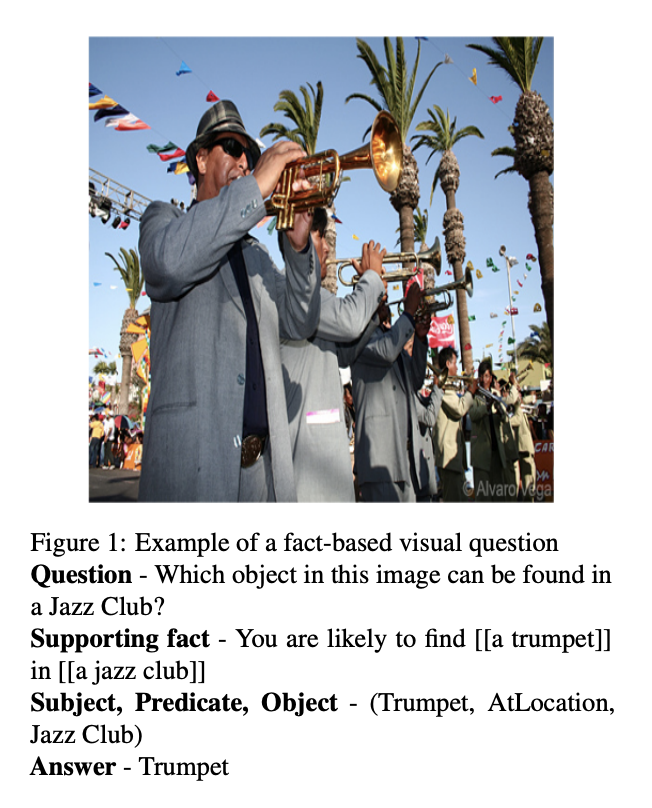 © Alvaro Vega
Figure 1: Example of a fact-based visual question
Question - Which object in this image can be found in
a Jazz Club?
Supporting fact - You are likely to find [[a trumpet]]
in [[a jazz club]]
Subject, Predicate, Object - (Trumpet, AtLocation,
Jazz Club)
Answer - Trumpet